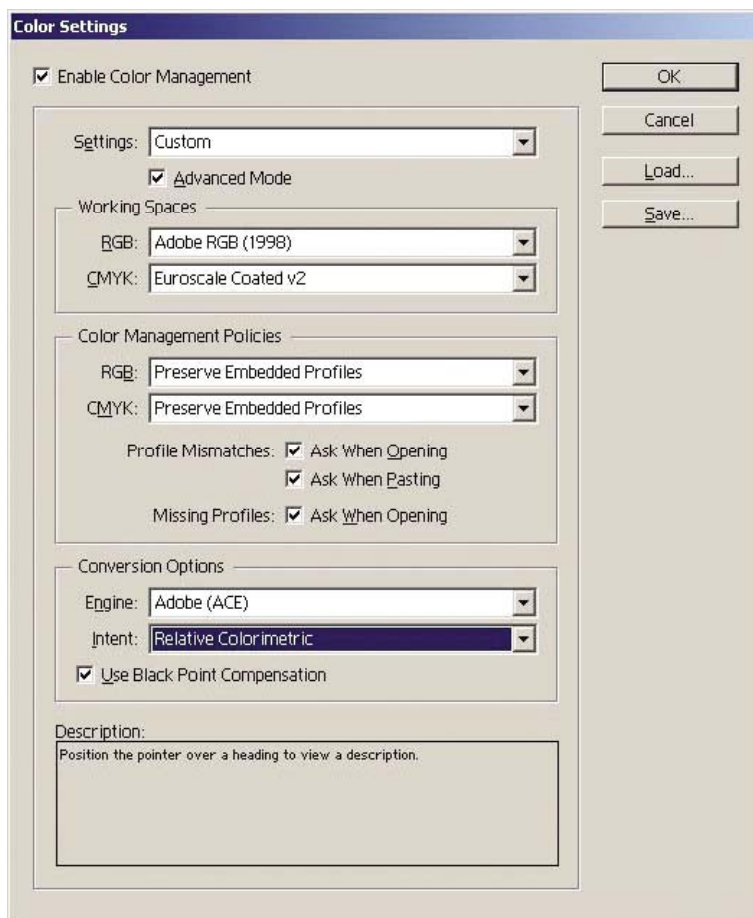 Color Settings
Enable Color Management
OK
Cancel
Load...
Save...
Settings: Custom
Advanced Mode
Working Spaces
RGB: Adobe RGB (1998)
CMYK: Euroscale Coated v2
Color Management Policies
RGB: Preserve Embedded Profiles
CMYK: Preserve Embedded Profiles
Profile Mismatches: Ask When Opening
Ask When Pasting
Missing Profiles: Ask When Opening
Conversion Options
Engine: Adobe (ACE)
Intent: Relative Colorimetric
Use Black Point Compensation
Description:
Position the pointer over a heading to view a description.